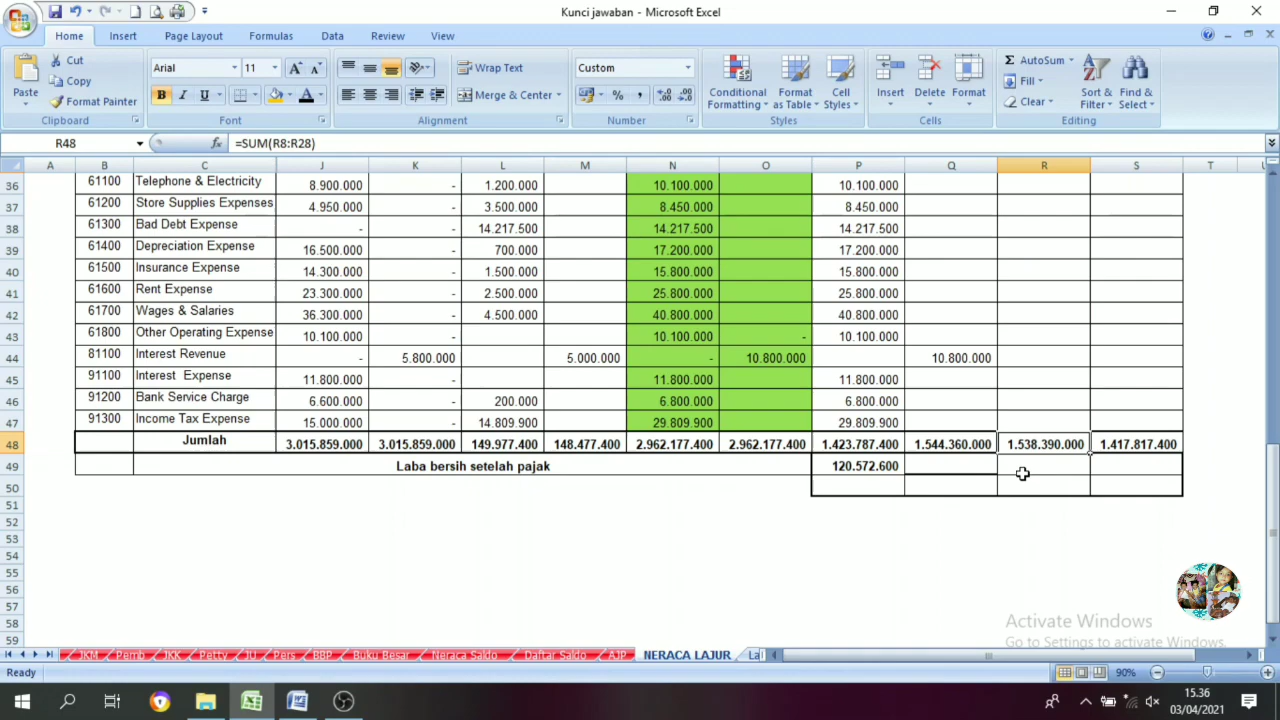 Kunci jawaban - Microsoft Excel
Home Insert Page Layout Formulas Data Review View
Paste Cut Copy Format Painter Clipboard
Arial 11 B I U Font
Wrap Text Merge & Center Alignment
Custom % , Number
Conditional Formatting Format as Table Cell Styles Styles
Insert Delete Format Cells
Σ AutoSum Fill Clear Sort & Filter Find & Select Editing
R48 fx =SUM(R8:R28)
A B C J K L M N O P Q R S T
36 61100 Telephone & Electricity 8.900.000 - 1.200.000 10.100.000 10.100.000
37 61200 Store Supplies Expenses 4.950.000 - 3.500.000 8.450.000 8.450.000
38 61300 Bad Debt Expense - - 14.217.500 14.217.500 14.217.500
39 61400 Depreciation Expense 16.500.000 - 700.000 17.200.000 17.200.000
40 61500 Insurance Expense 14.300.000 - 1.500.000 15.800.000 15.800.000
41 61600 Rent Expense 23.300.000 - 2.500.000 25.800.000 25.800.000
42 61700 Wages & Salaries 36.300.000 - 4.500.000 40.800.000 40.800.000
43 61800 Other Operating Expense 10.100.000 10.100.000 - 10.100.000
44 81100 Interest Revenue - 5.800.000 5.000.000 - 10.800.000 10.800.000
45 91100 Interest Expense 11.800.000 - 11.800.000 11.800.000
46 91200 Bank Service Charge 6.600.000 - 200.000 6.800.000 6.800.000
47 91300 Income Tax Expense 15.000.000 - 14.809.900 29.809.900 29.809.900
48 Jumlah 3.015.859.000 3.015.859.000 149.977.400 148.477.400 2.962.177.400 2.962.177.400 1.423.787.400 1.544.360.000 1.538.390.000 1.417.817.400
49 Laba bersih setelah pajak 120.572.600
50
51
52
53
54
55
56
57
58
59
Activate Windows
Go to Settings to activate Windows.
JKM Pemb JKK Petty JU Pers BBP Buku Besar Neraca Saldo Daftar Saldo AJP NERACA LAJUR
Ready 90%
15.36
03/04/2021